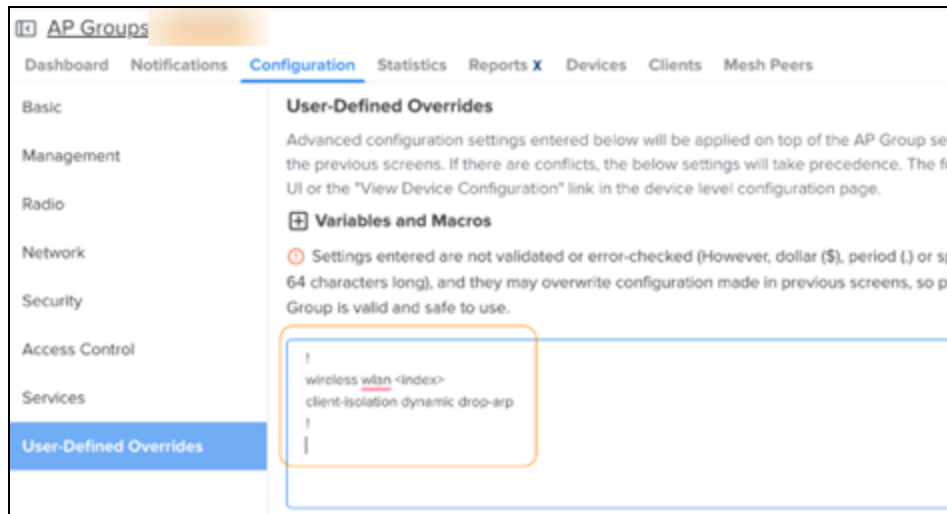 AP Groups
Dashboard Notifications Configuration Statistics Reports X Devices Clients Mesh Peers
Basic
Management
Radio
Network
Security
Access Control
Services
User-Defined Overrides
User-Defined Overrides
Advanced configuration settings entered below will be applied on top of the AP Group se
the previous screens. If there are conflicts, the below settings will take precedence. The f
UI or the "View Device Configuration" link in the device level configuration page.
Variables and Macros
Settings entered are not validated or error-checked (However, dollar ($), period (.) or sp
64 characters long), and they may overwrite configuration made in previous screens, so p
Group is valid and safe to use.
!
wireless wlan <index>
client-isolation dynamic drop-arp
!